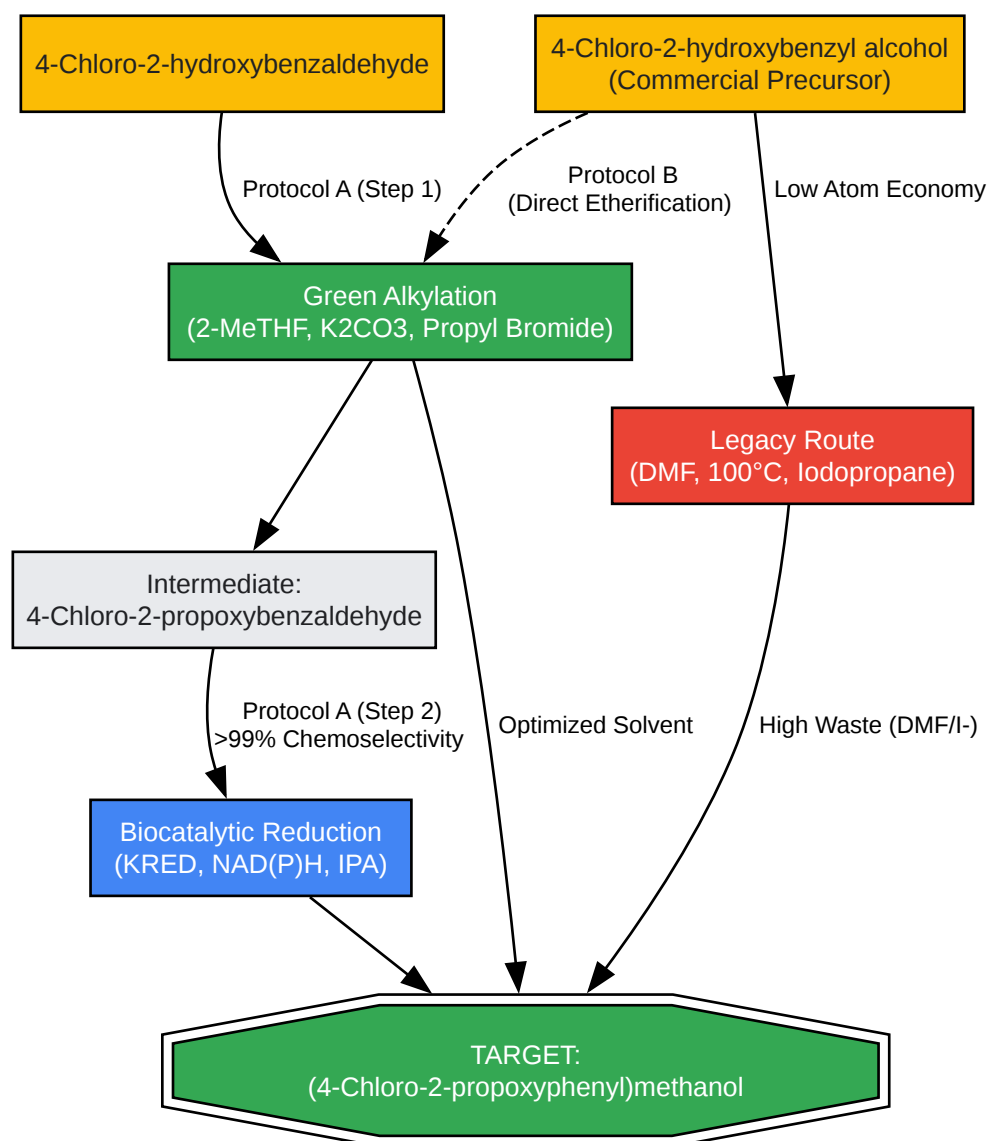 4-Chloro-2-hydroxybenzaldehyde
4-Chloro-2-hydroxybenzyl alcohol
(Commercial Precursor)
Protocol A (Step 1)
Protocol B
(Direct Etherification)
Low Atom Economy
Green Alkylation
(2-MeTHF, K2CO3, Propyl Bromide)
Legacy Route
(DMF, 100°C, Iodopropane)
Intermediate:
4-Chloro-2-propoxybenzaldehyde
Protocol A (Step 2)
>99% Chemoselectivity
Optimized Solvent
High Waste (DMF/I-)
Biocatalytic Reduction
(KRED, NAD(P)H, IPA)
TARGET:
(4-Chloro-2-propoxyphenyl)methanol